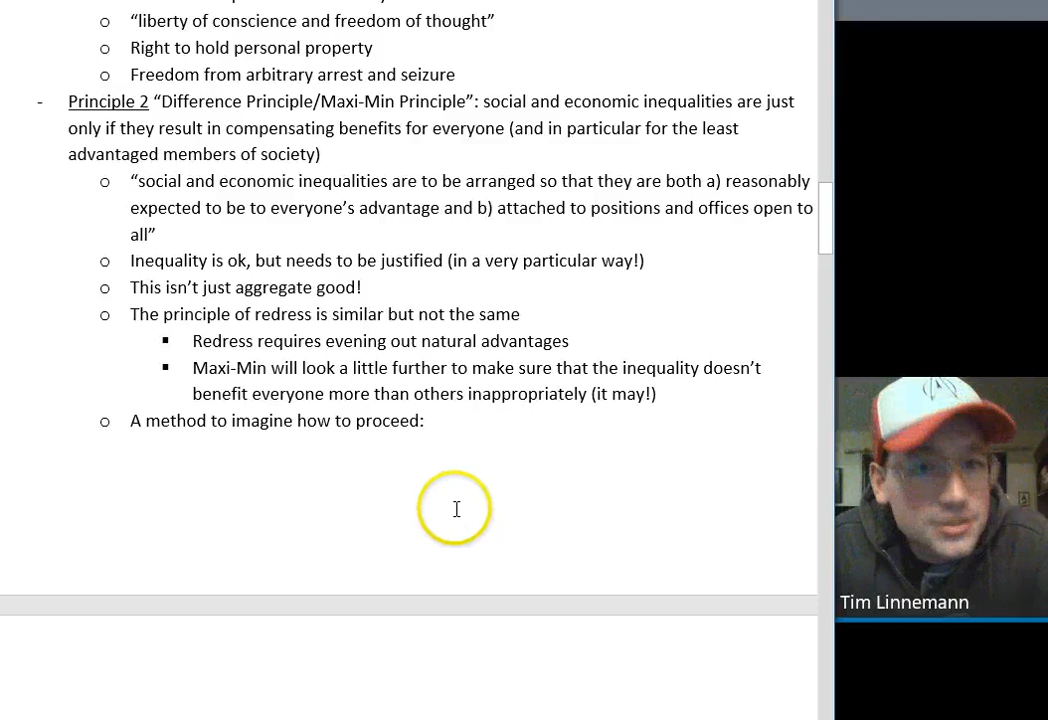 o "liberty of conscience and freedom of thought"
o Right to hold personal property
o Freedom from arbitrary arrest and seizure
- Principle 2 "Difference Principle/Maxi-Min Principle": social and economic inequalities are just
only if they result in compensating benefits for everyone (and in particular for the least
advantaged members of society)
o "social and economic inequalities are to be arranged so that they are both a) reasonably
expected to be to everyone's advantage and b) attached to positions and offices open to
all"
o Inequality is ok, but needs to be justified (in a very particular way!)
o This isn't just aggregate good!
o The principle of redress is similar but not the same
▪ Redress requires evening out natural advantages
▪ Maxi-Min will look a little further to make sure that the inequality doesn't
benefit everyone more than others inappropriately (it may!)
o A method to imagine how to proceed:
Tim Linnemann